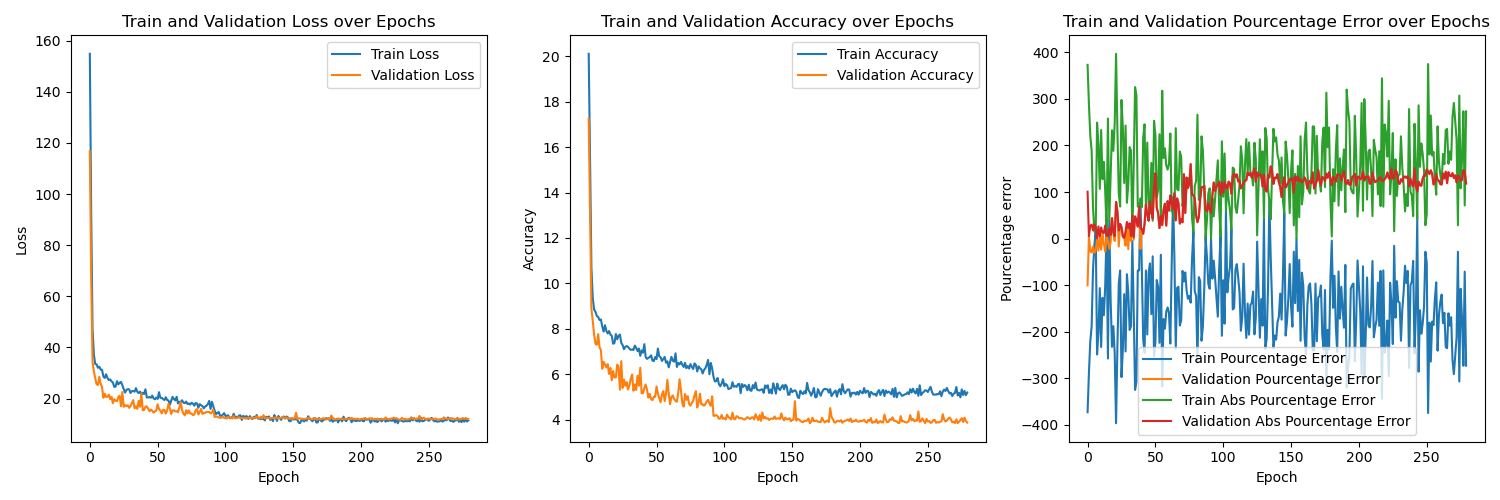 Train and Validation Loss over Epochs
Loss
160
140
120
100
80
60
40
20
Train Loss
Validation Loss
0 50 100 150 200 250
Epoch
Train and Validation Accuracy over Epochs
Accuracy
20
18
16
14
12
10
8
6
4
Train Accuracy
Validation Accuracy
0 50 100 150 200 250
Epoch
Train and Validation Pourcentage Error over Epochs
Pourcentage error
400
300
200
100
0
−100
−200
−300
−400
Train Pourcentage Error
Validation Pourcentage Error
Train Abs Pourcentage Error
Validation Abs Pourcentage Error
0 50 100 150 200 250
Epoch